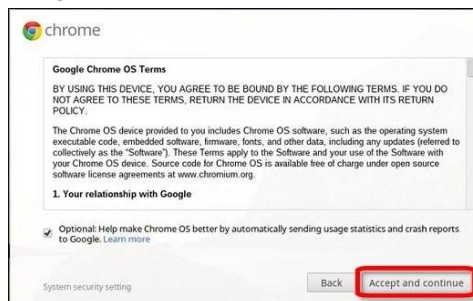 chrome
Google Chrome OS Terms
BY USING THIS DEVICE, YOU AGREE TO BE BOUND BY THE FOLLOWING TERMS. IF YOU DO
NOT AGREE TO THESE TERMS, RETURN THE DEVICE IN ACCORDANCE WITH ITS RETURN
POLICY.
The Chrome OS device provided to you includes Chrome OS software, such as the operating system
executable code, embedded software, firmware, fonts, and other data, including any updates (referred to
collectively as the "Software"). These Terms apply to the Software and your use of the Software with
your Chrome OS device. Source code for Chrome OS is available free of charge under open source
software license agreements at www.chromium.org.
1. Your relationship with Google
Optional: Help make Chrome OS better by automatically sending usage statistics and crash reports
to Google. Learn more
System security setting
Back
Accept and continue